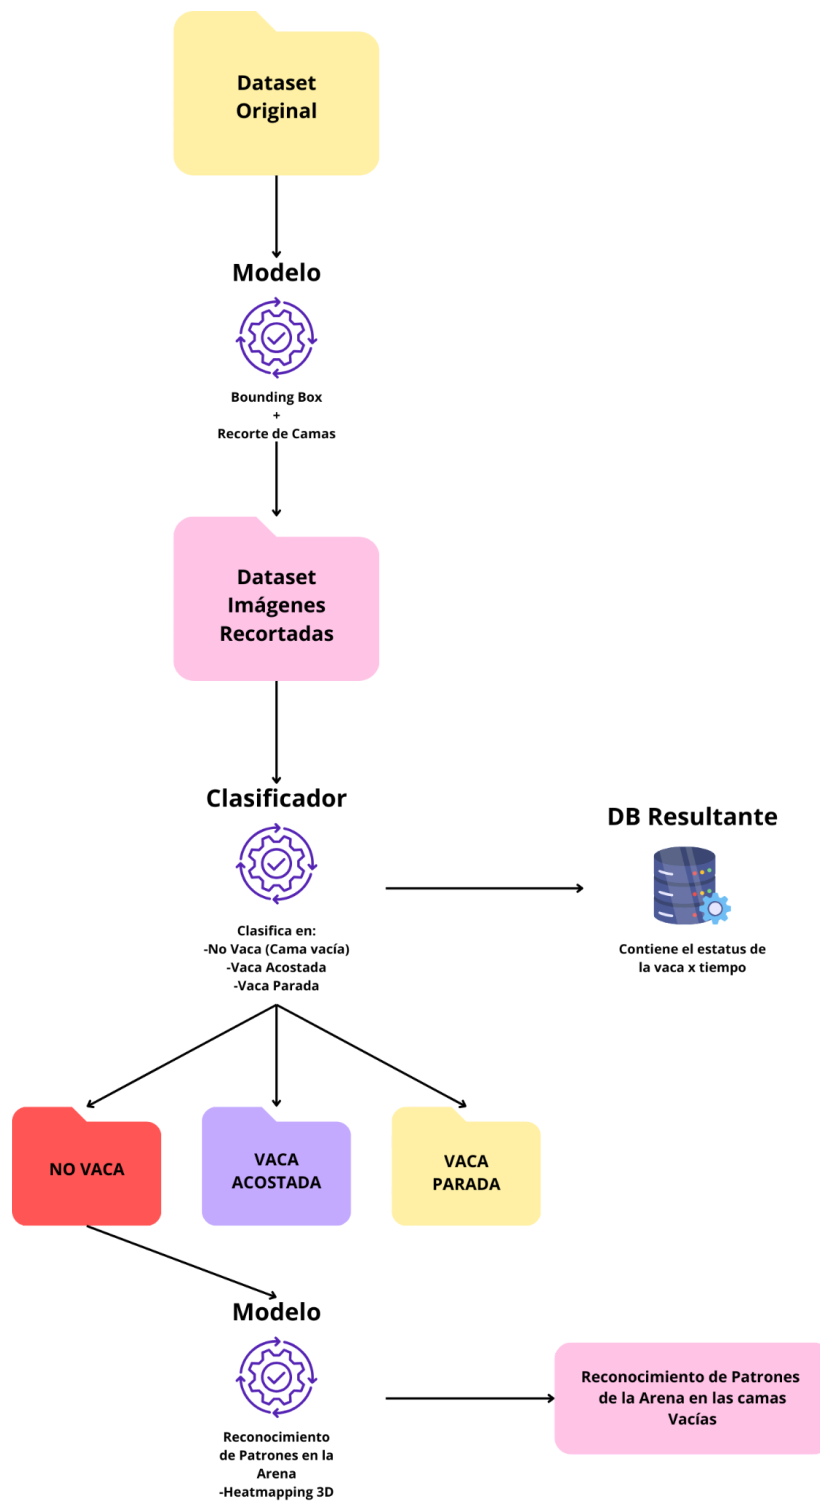 Dataset
Original
Modelo
Bounding Box
+
Recorte de Camas
Dataset
Imágenes
Recortadas
Clasificador
Clasifica en:
-No Vaca (Cama vacía)
-Vaca Acostada
-Vaca Parada
DB Resultante
Contiene el estatus de
la vaca x tiempo
NO VACA
VACA
ACOSTADA
VACA
PARADA
Modelo
Reconocimiento
de Patrones en la
Arena
-Heatmapping 3D
Reconocimiento de Patrones
de la Arena en las camas
Vacías